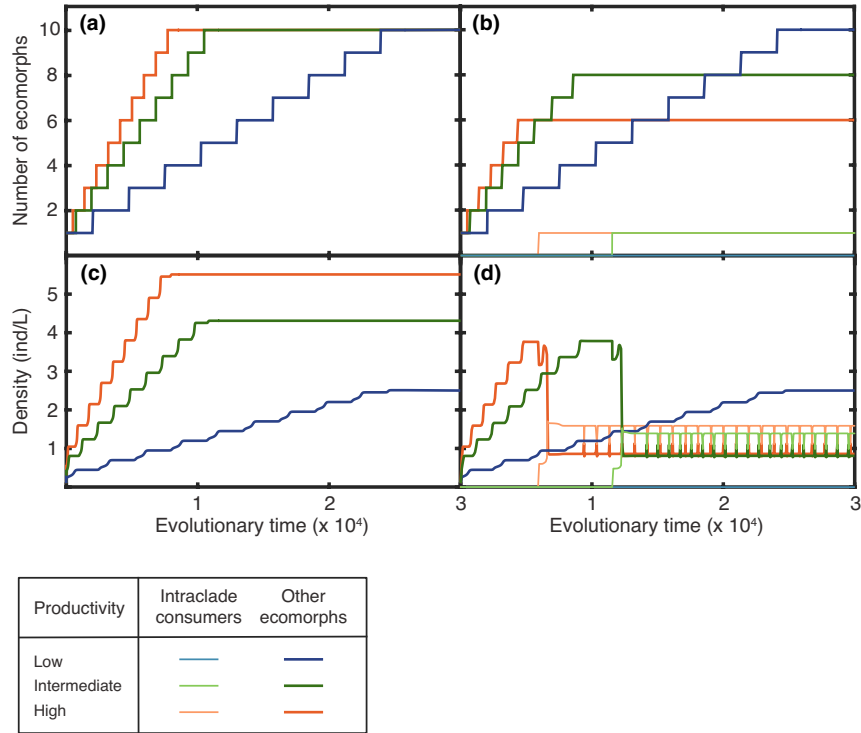 (a)
(b)
Number of ecomorphs
10
8
6
4
2
(c)
(d)
Density (ind/L)
5
4
3
2
1
1
2
3
1
2
3
Evolutionary time (x 10⁴)
Evolutionary time (x 10⁴)
Productivity
Intraclade consumers
Other ecomorphs
Low
Intermediate
High